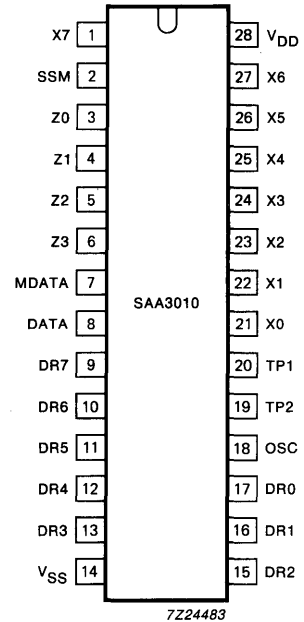 X7 1 28 VDD
SSM 2 27 X6
Z0 3 26 X5
Z1 4 25 X4
Z2 5 24 X3
Z3 6 23 X2
MDATA 7 22 X1
SAA3010
DATA 8 21 X0
DR7 9 20 TP1
DR6 10 19 TP2
DR5 11 18 OSC
DR4 12 17 DR0
DR3 13 16 DR1
VSS 14 15 DR2
7Z24483